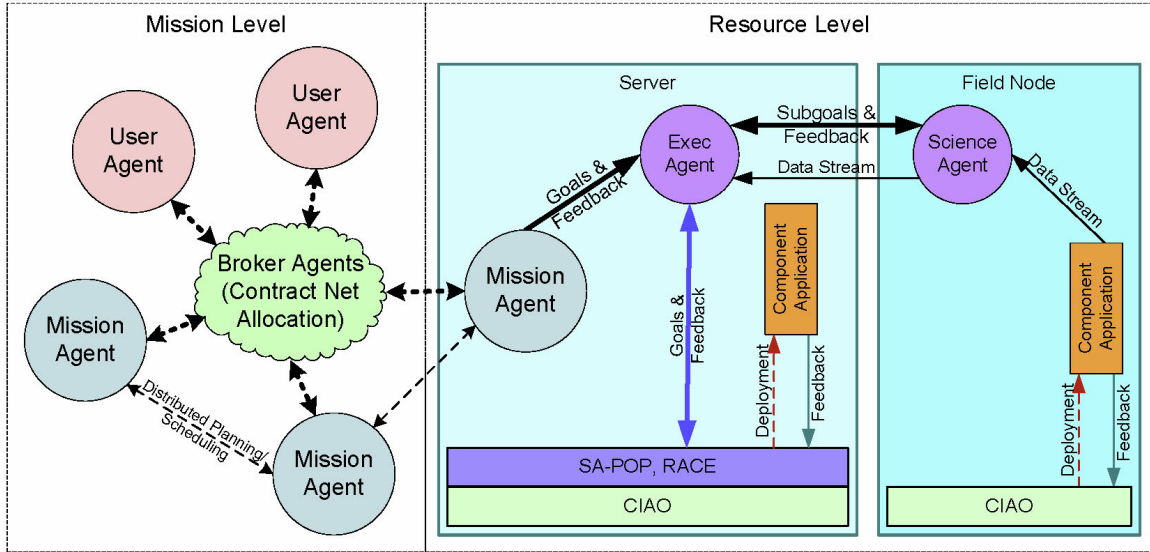 Mission Level
User
Agent
User
Agent
Broker Agents
(Contract Net
Allocation)
Mission
Agent
Distributed Planning/
Scheduling
Mission
Agent
Resource Level
Server
Mission
Agent
Goals &
Feedback
Exec
Agent
Subgoals &
Feedback
Data Stream
Goals &
Feedback
Component
Application
Deployment
Feedback
SA-POP, RACE
CIAO
Field Node
Science
Agent
Data Stream
Component
Application
Deployment
Feedback
CIAO